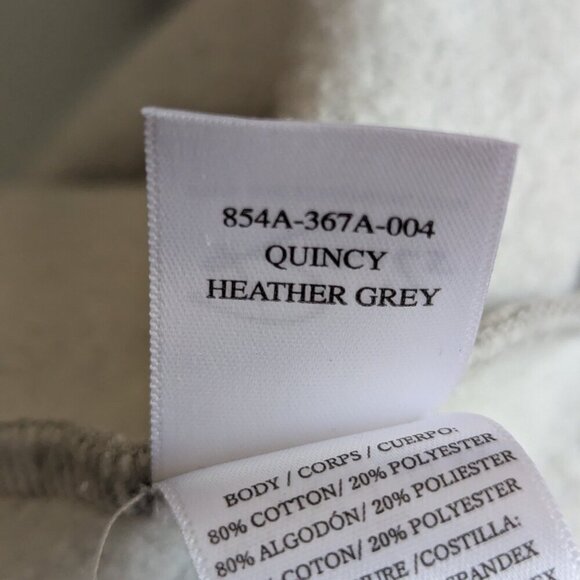 854A-367A-004
QUINCY
HEATHER GREY
BODY / CORPS / CUERPO:
80% COTTON/ 20% POLYESTER
80% ALGODÓN/ 20% POLIESTER
COTON/ 20% POLYESTER
/COSTILLA: